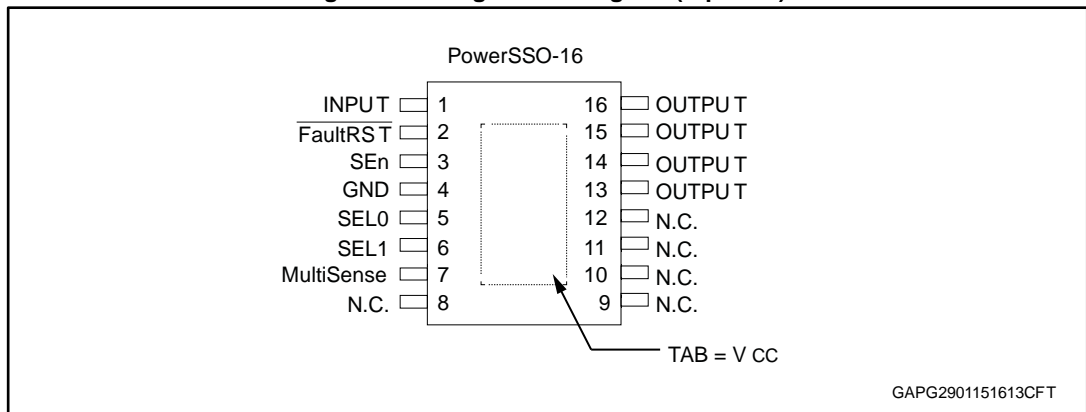 PowerSSO-16
INPUT 1 16 OUTPUT
FaultRST 2 15 OUTPUT
SEn 3 14 OUTPUT
GND 4 13 OUTPUT
SEL0 5 12 N.C.
SEL1 6 11 N.C.
MultiSense 7 10 N.C.
N.C. 8 9 N.C.
TAB = VCC
GAPG2901151613CFT